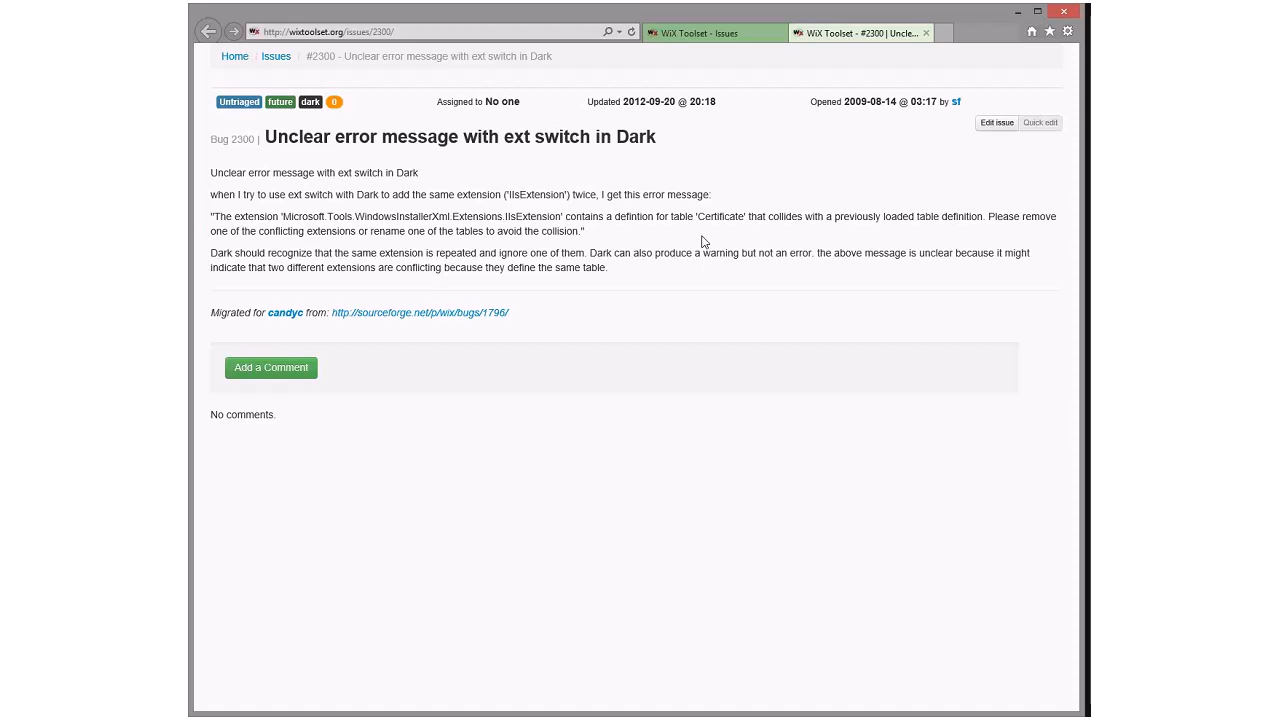 http://wixtoolset.org/issues/2300/
WiX Toolset - Issues
WiX Toolset - #2300 | Uncle...
Home / Issues / #2300 - Unclear error message with ext switch in Dark
Untriaged future dark 0
Assigned to No one
Updated 2012-09-20 @ 20:18
Opened 2009-08-14 @ 03:17 by sf
Edit issue Quick edit
Bug 2300 | Unclear error message with ext switch in Dark
Unclear error message with ext switch in Dark
when I try to use ext switch with Dark to add the same extension ('IIsExtension') twice, I get this error message:
"The extension 'Microsoft.Tools.WindowsInstallerXml.Extensions.IIsExtension' contains a defintion for table 'Certificate' that collides with a previously loaded table definition. Please remove
one of the conflicting extensions or rename one of the tables to avoid the collision."
Dark should recognize that the same extension is repeated and ignore one of them. Dark can also produce a warning but not an error. the above message is unclear because it might
indicate that two different extensions are conflicting because they define the same table.
Migrated for candyc from: http://sourceforge.net/p/wix/bugs/1796/
Add a Comment
No comments.